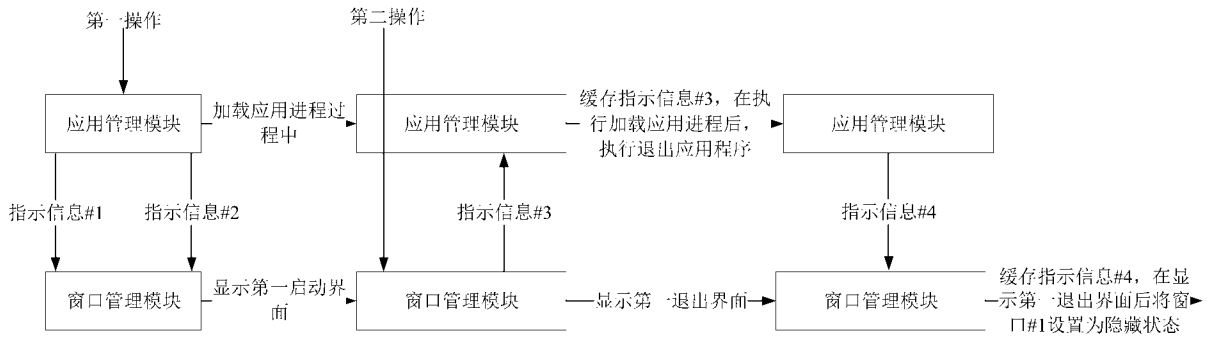 第一操作
第二操作
应用管理模块
加载应用进程过
程中
应用管理模块
缓存指示信息#3，在执
行加载应用进程后，
执行退出应用程序
应用管理模块
指示信息#1
指示信息#2
指示信息#3
指示信息#4
窗口管理模块
显示第一启动界
面
窗口管理模块
显示第一退出界面
窗口管理模块
缓存指示信息#4，在显
示第一退出界面后将窗
口#1设置为隐藏状态